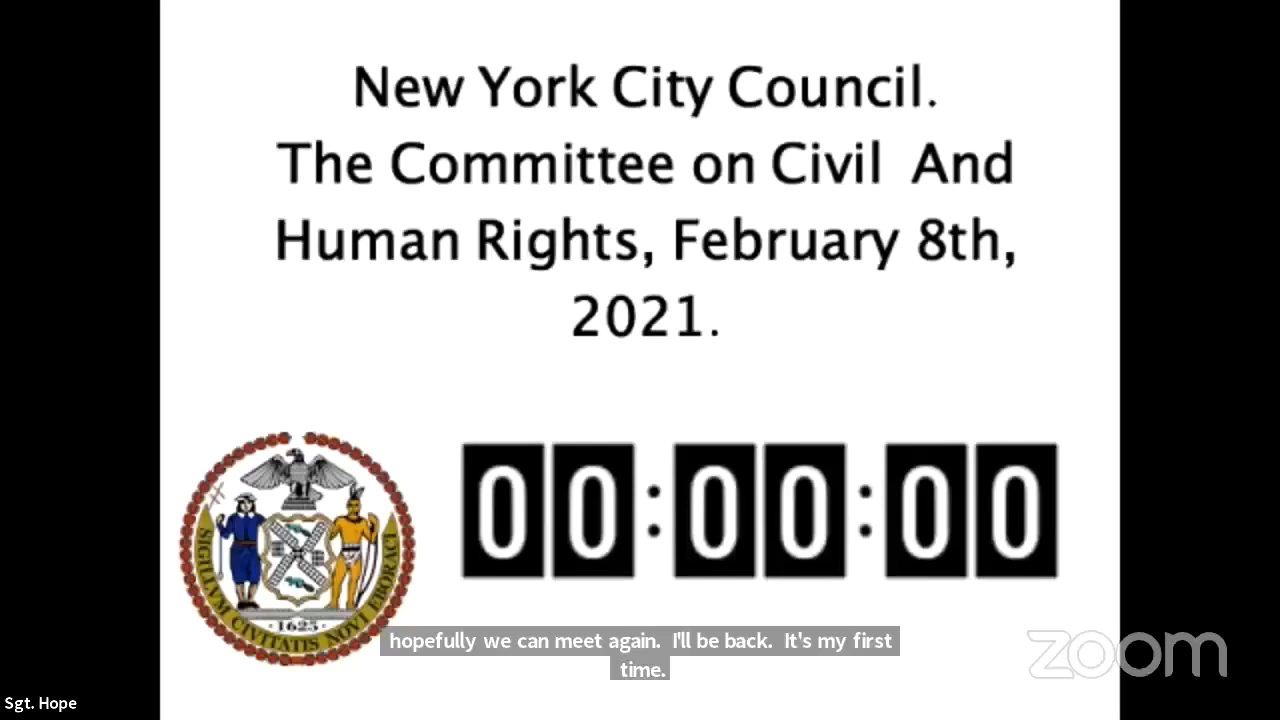 New York City Council.
The Committee on Civil And
Human Rights, February 8th,
2021.
00:00:00
SIGILLVM CIVITATIS NOVI EBORACI
·1625·
hopefully we can meet again. I'll be back. It's my first
time.
zoom
Sgt. Hope